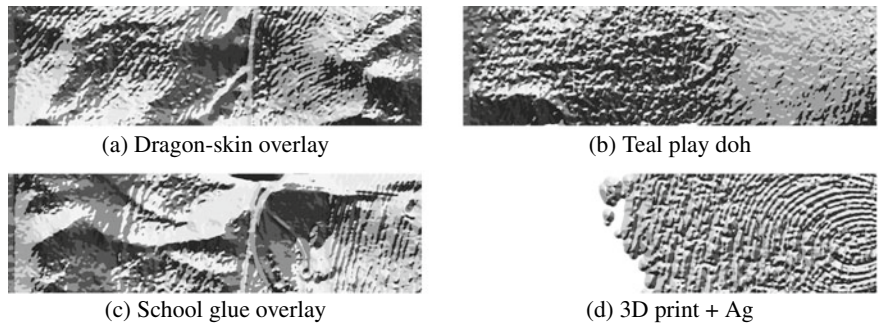 (a) Dragon-skin overlay
(b) Teal play doh
(c) School glue overlay
(d) 3D print + Ag